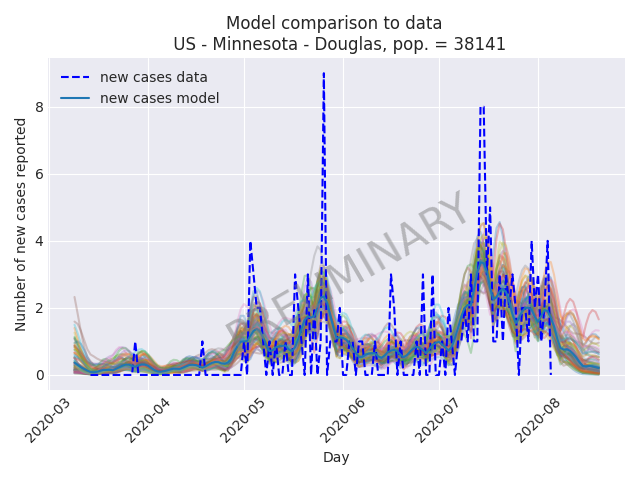 Model comparison to data
US - Minnesota - Douglas, pop. = 38141
new cases data
new cases model
PRELIMINARY
Number of new cases reported
8
6
4
2
0
2020-03
2020-04
2020-05
2020-06
2020-07
2020-08
Day